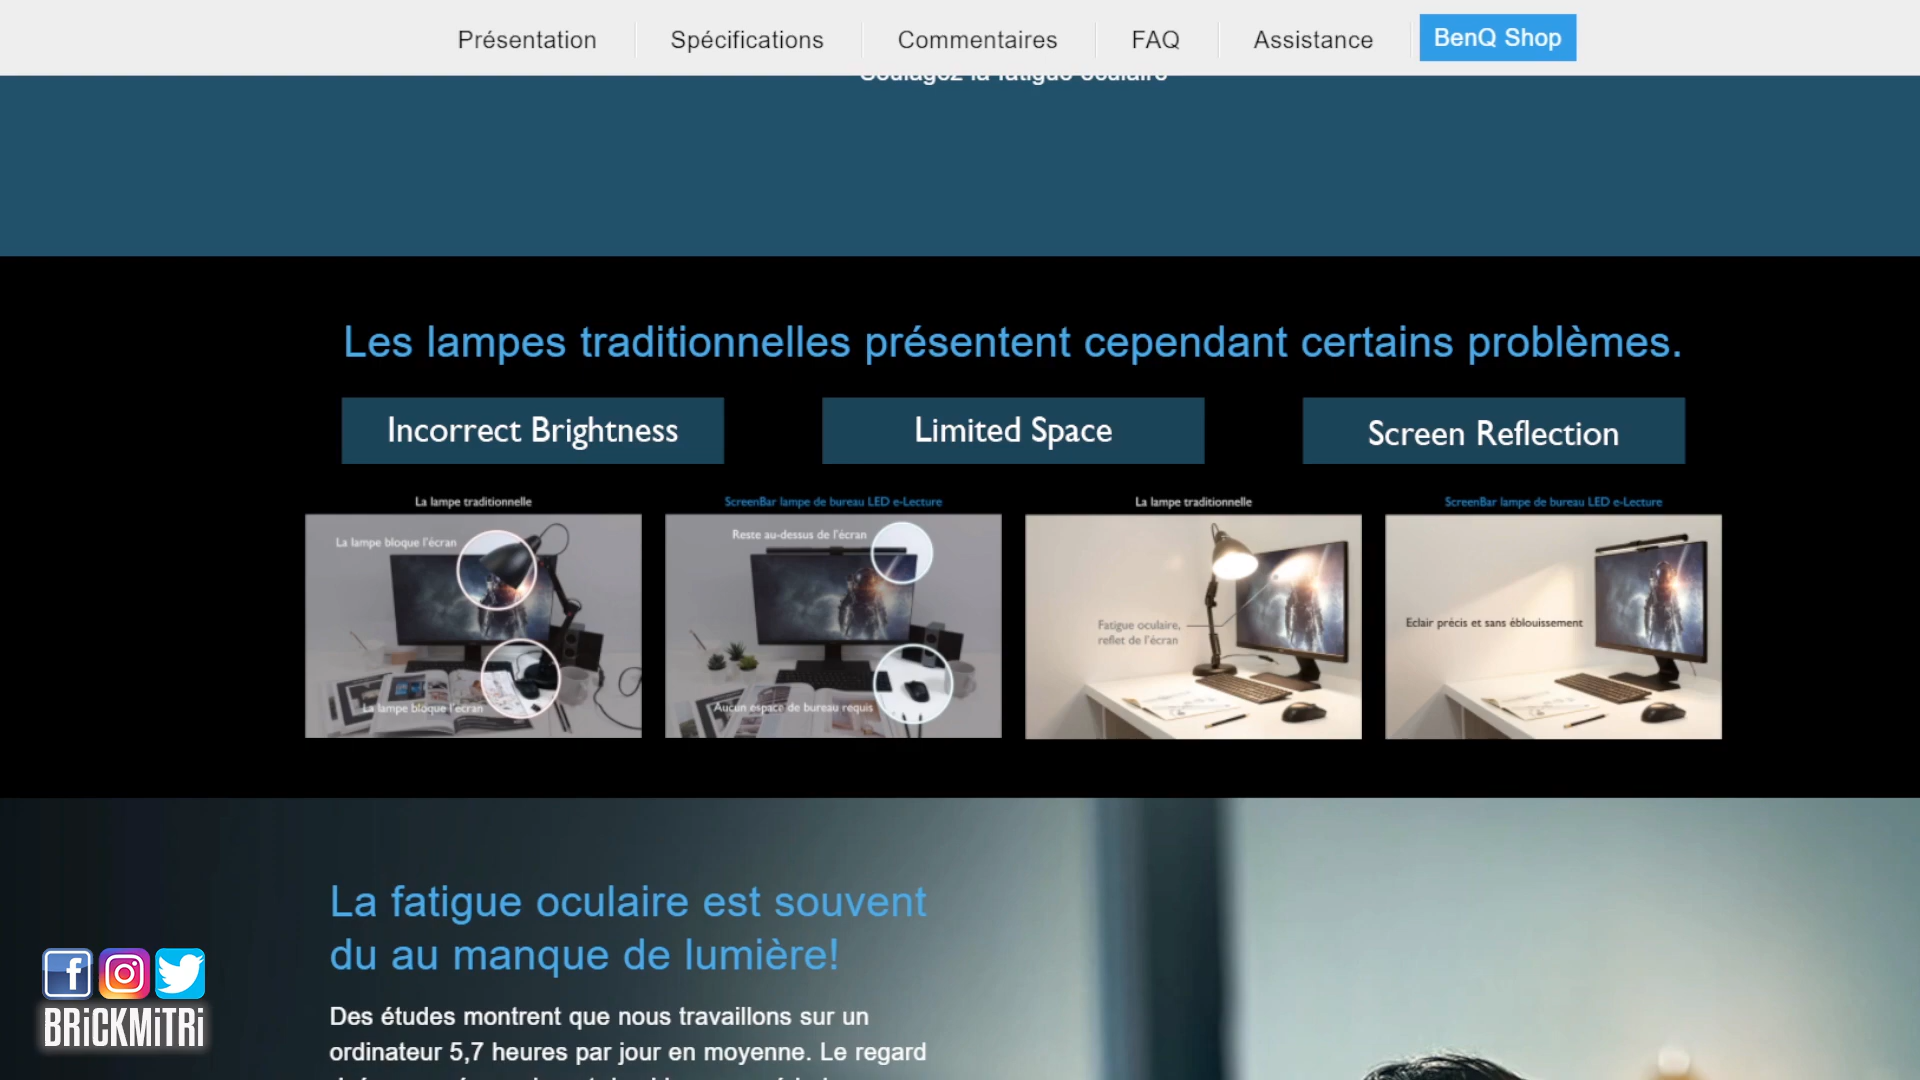 Présentation
Spécifications
Commentaires
FAQ
Assistance
BenQ Shop
Soulagez la fatigue oculaire
Les lampes traditionnelles présentent cependant certains problèmes.
Incorrect Brightness
Limited Space
Screen Reflection
La lampe traditionnelle
ScreenBar lampe de bureau LED e-Lecture
La lampe traditionnelle
ScreenBar lampe de bureau LED e-Lecture
La lampe bloque l'écran
La lampe bloque l'écran
Reste au-dessus de l'écran
Aucun espace de bureau requis
Fatigue oculaire,
reflet de l'écran
Eclair précis et sans éblouissement
La fatigue oculaire est souvent
du au manque de lumière!
Des études montrent que nous travaillons sur un
ordinateur 5,7 heures par jour en moyenne. Le regard
f
BRiCKMiTRi